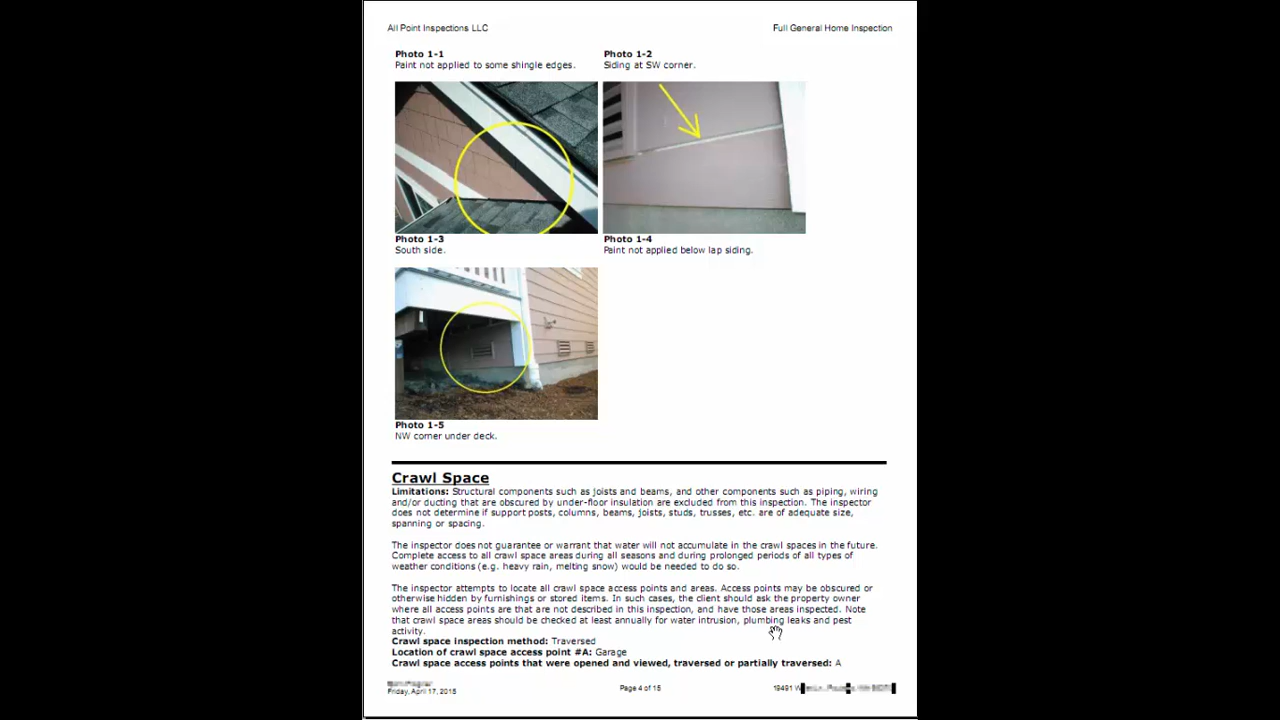 All Point Inspections LLC Full General Home Inspection
Photo 1-1 Photo 1-2
Paint not applied to some shingle edges. Siding at SW corner.
Photo 1-3 Photo 1-4
South side. Paint not applied below lap siding.
Photo 1-5
NW corner under deck.
Crawl Space
Limitations: Structural components such as joists and beams, and other components such as piping, wiring
and/or ducting that are obscured by under-floor insulation are excluded from this inspection. The inspector
does not determine if support posts, columns, beams, joists, studs, trusses, etc. are of adequate size,
spanning or spacing.
The inspector does not guarantee or warrant that water will not accumulate in the crawl spaces in the future.
Complete access to all crawl space areas during all seasons and during prolonged periods of all types of
weather conditions (e.g. heavy rain, melting snow) would be needed to do so.
The inspector attempts to locate all crawl space access points and areas. Access points may be obscured or
otherwise hidden by furnishings or stored items. In such cases, the client should ask the property owner
where all access points are that are not described in this inspection, and have those areas inspected. Note
that crawl space areas should be checked at least annually for water intrusion, plumbing leaks and pest
activity.
Crawl space inspection method: Traversed
Location of crawl space access point #A: Garage
Crawl space access points that were opened and viewed, traversed or partially traversed: A
Friday, April 17, 2015 Page 4 of 15 19491